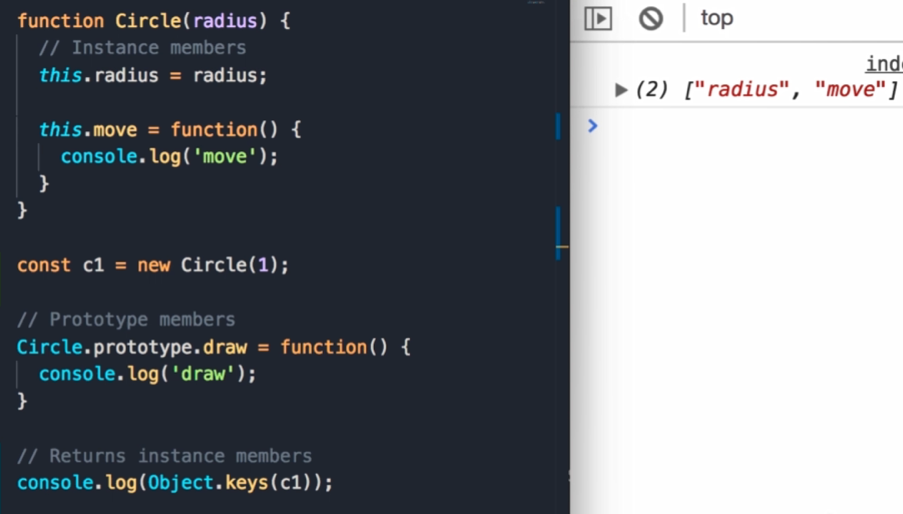 function Circle(radius) {
// Instance members
this.radius = radius;
this.move = function() {
console.log('move');
}
}
const c1 = new Circle(1);
// Prototype members
Circle.prototype.draw = function() {
console.log('draw');
}
// Returns instance members
console.log(Object.keys(c1));
top
(2) ["radius", "move"]